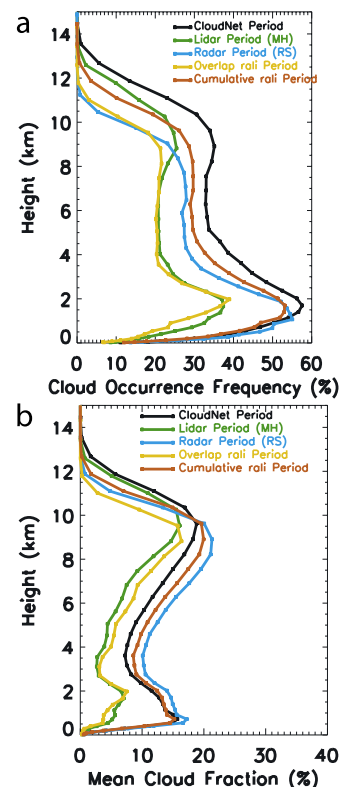 a
CloudNet Period
Lidar Period (MH)
Radar Period (RS)
Overlap rali Period
Cumulative rali Period
14
12
10
8
6
4
2
0
Height (km)
0 10 20 30 40 50 60
Cloud Occurrence Frequency (%)
b
CloudNet Period
Lidar Period (MH)
Radar Period (RS)
Overlap rali Period
Cumulative rali Period
14
12
10
8
6
4
2
0
Height (km)
0 10 20 30 40
Mean Cloud Fraction (%)